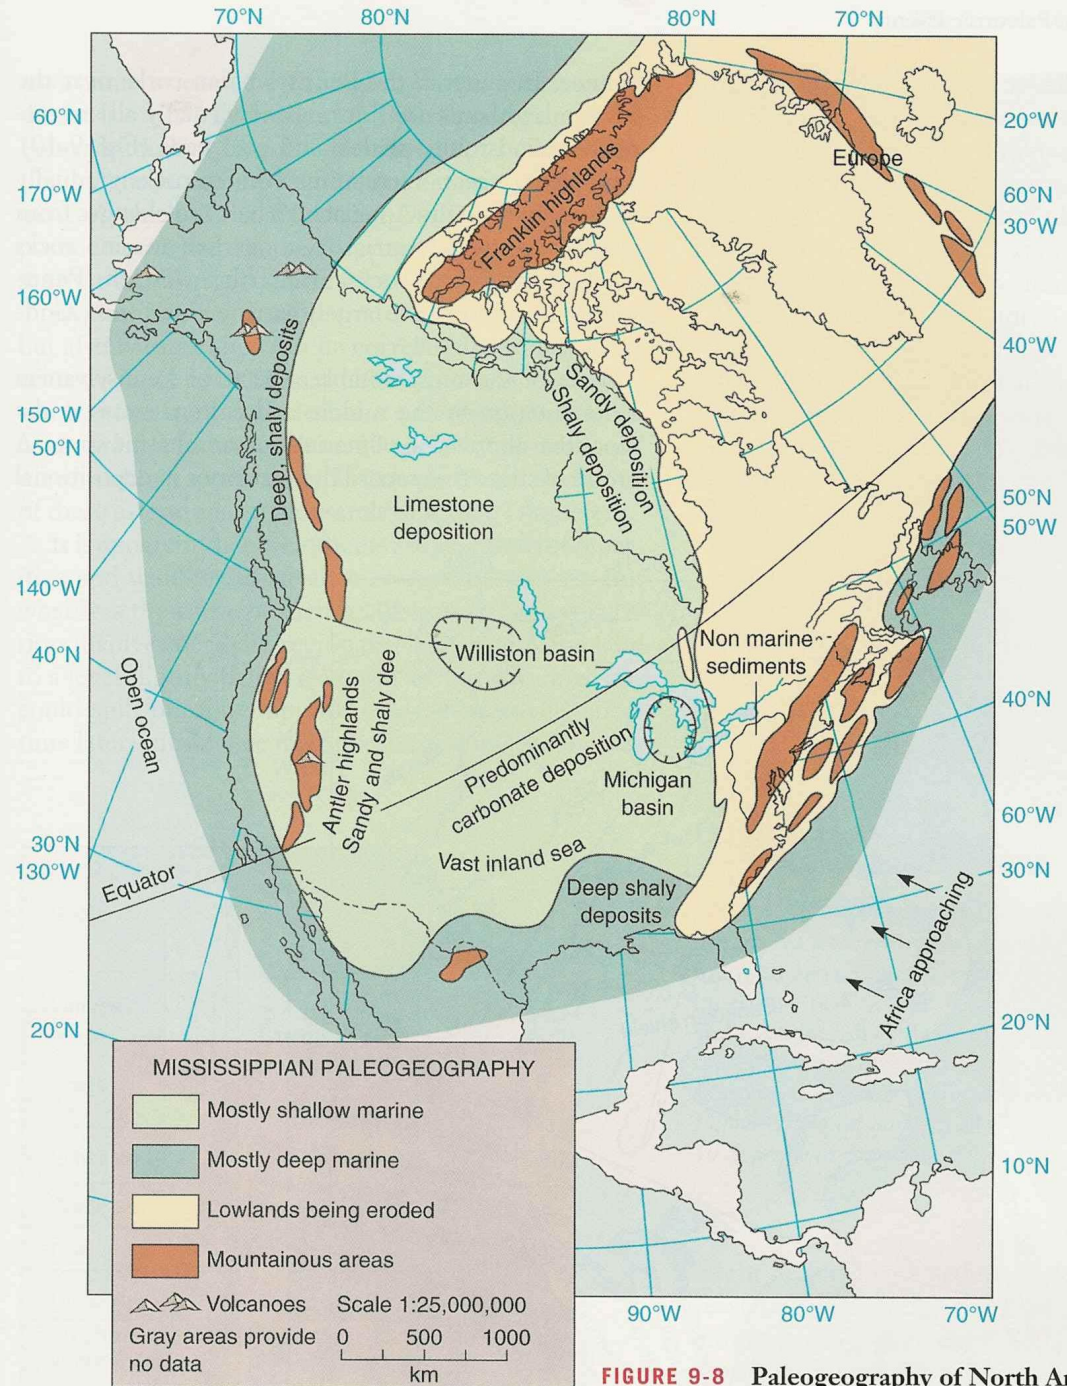 70°N
80°N
80°N
70°N
60°N
170°W
160°W
150°W
50°N
140°W
40°N
30°N
130°W
20°N
20°W
60°N
30°W
40°W
50°N
50°W
40°N
60°W
30°N
20°N
10°N
90°W
80°W
70°W
Europe
Franklin highlands
Deep, shaly deposits
Sandy deposition
Shaly deposition
Limestone
deposition
Williston basin
Non marine
sediments
Open ocean
Antler highlands
Sandy and shaly dee
Predominantly
carbonate deposition
Michigan
basin
Vast inland sea
Equator
Deep shaly
deposits
Africa approaching
MISSISSIPPIAN PALEOGEOGRAPHY
Mostly shallow marine
Mostly deep marine
Lowlands being eroded
Mountainous areas
Volcanoes
Scale 1:25,000,000
Gray areas provide
no data
0 500 1000
km
FIGURE 9-8 Paleogeography of North Am